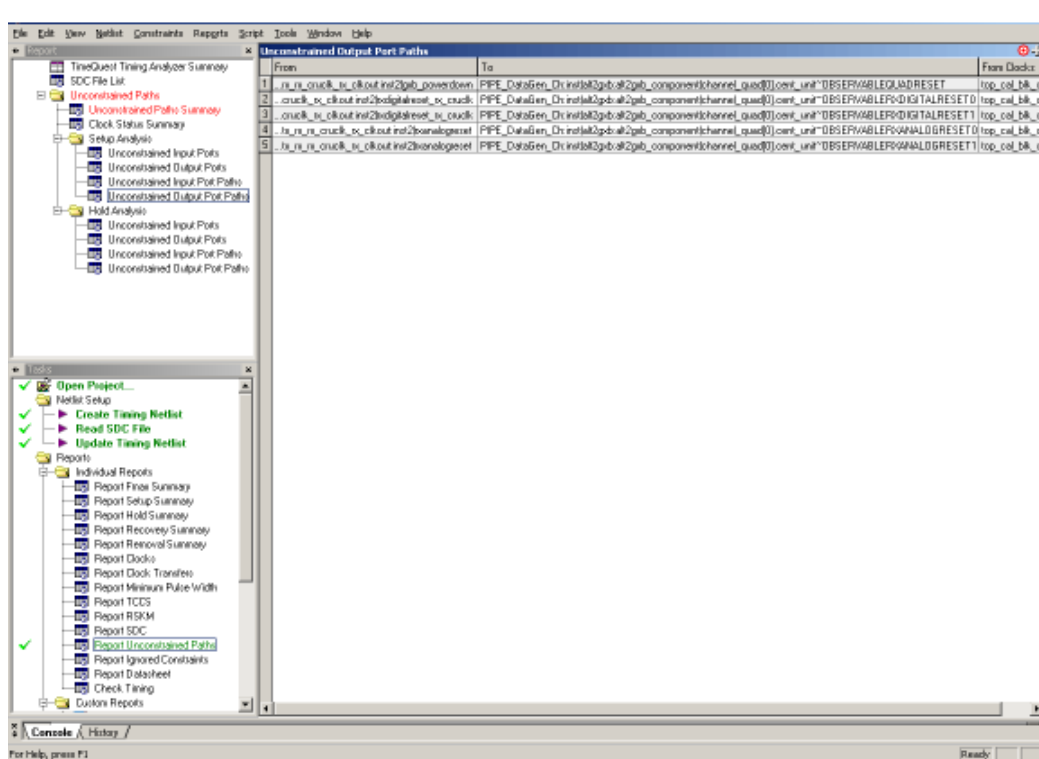 File Edit View Netlist Constraints Reports Script Tools Window Help
Report
TimeQuest Timing Analyzer Summary
SDC File List
Unconstrained Paths
Unconstrained Paths Summary
Clock Status Summary
Setup Analysis
Unconstrained Input Ports
Unconstrained Output Ports
Unconstrained Input Port Paths
Unconstrained Output Port Paths
Hold Analysis
Unconstrained Input Ports
Unconstrained Output Ports
Unconstrained Input Port Paths
Unconstrained Output Port Paths
Unconstrained Output Port Paths
From To From Clocks
1
2
3
4
5
Tasks
Open Project...
Netlist Setup
Create Timing Netlist
Read SDC File
Update Timing Netlist
Reports
Individual Reports
Report Fmax Summary
Report Setup Summary
Report Hold Summary
Report Recovery Summary
Report Removal Summary
Report Clocks
Report Clock Transfers
Report Minimum Pulse Width
Report TCCS
Report RSKM
Report SDC
Report Unconstrained Paths
Report Ignored Constraints
Report Datasheet
Check Timing
Custom Reports
Console History
For Help, press F1
Ready